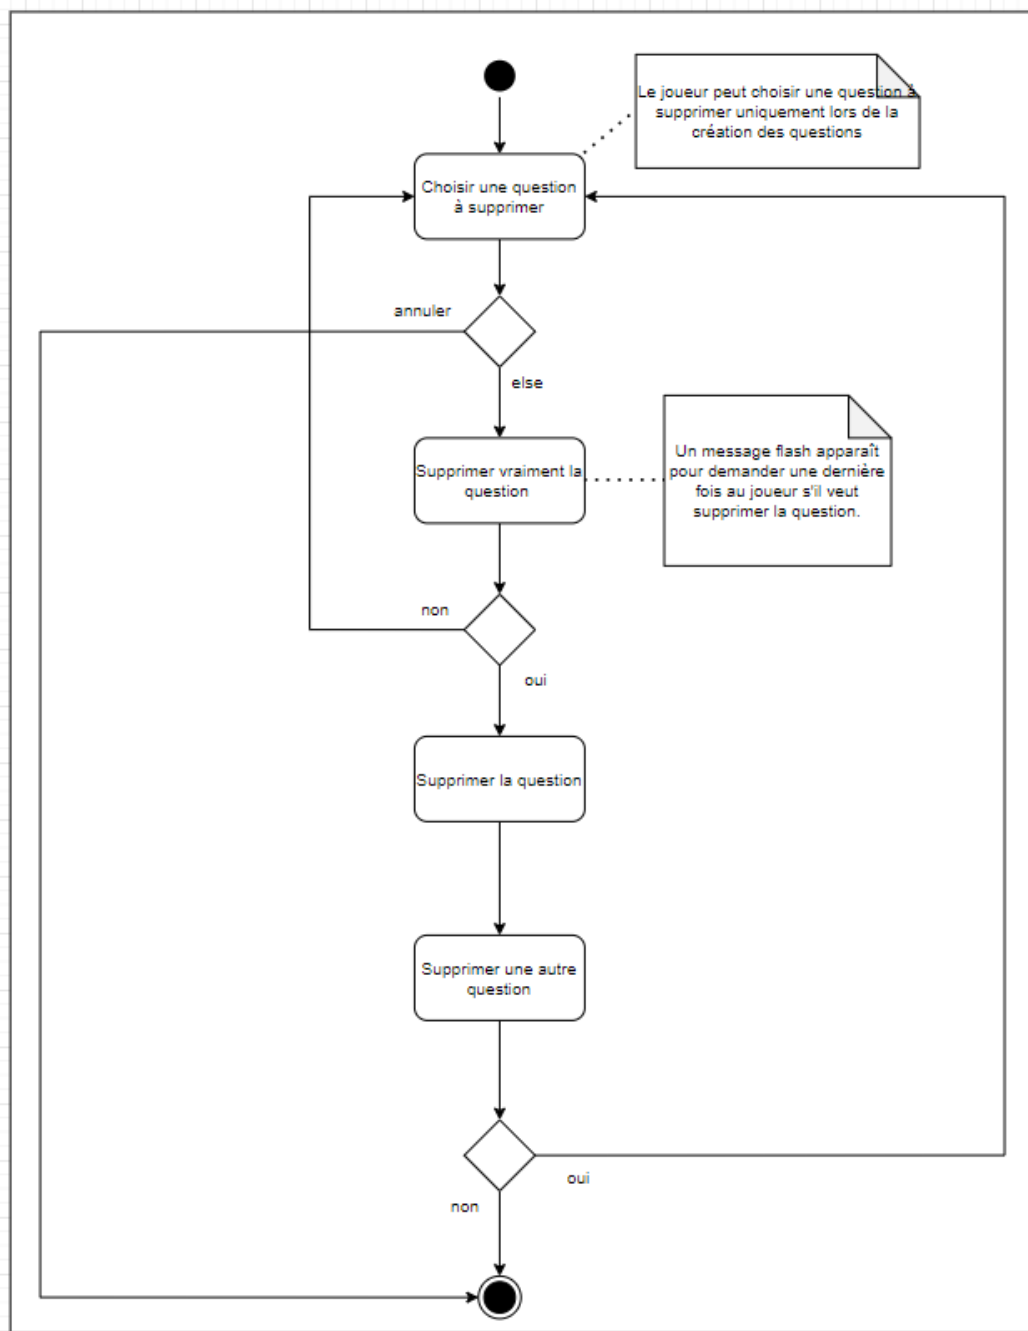 Le joueur peut choisir une question à
supprimer uniquement lors de la
création des questions
Choisir une question
à supprimer
annuler
else
Supprimer vraiment la
question
Un message flash apparaît
pour demander une dernière
fois au joueur s'il veut
supprimer la question.
non
oui
Supprimer la question
Supprimer une autre
question
oui
non